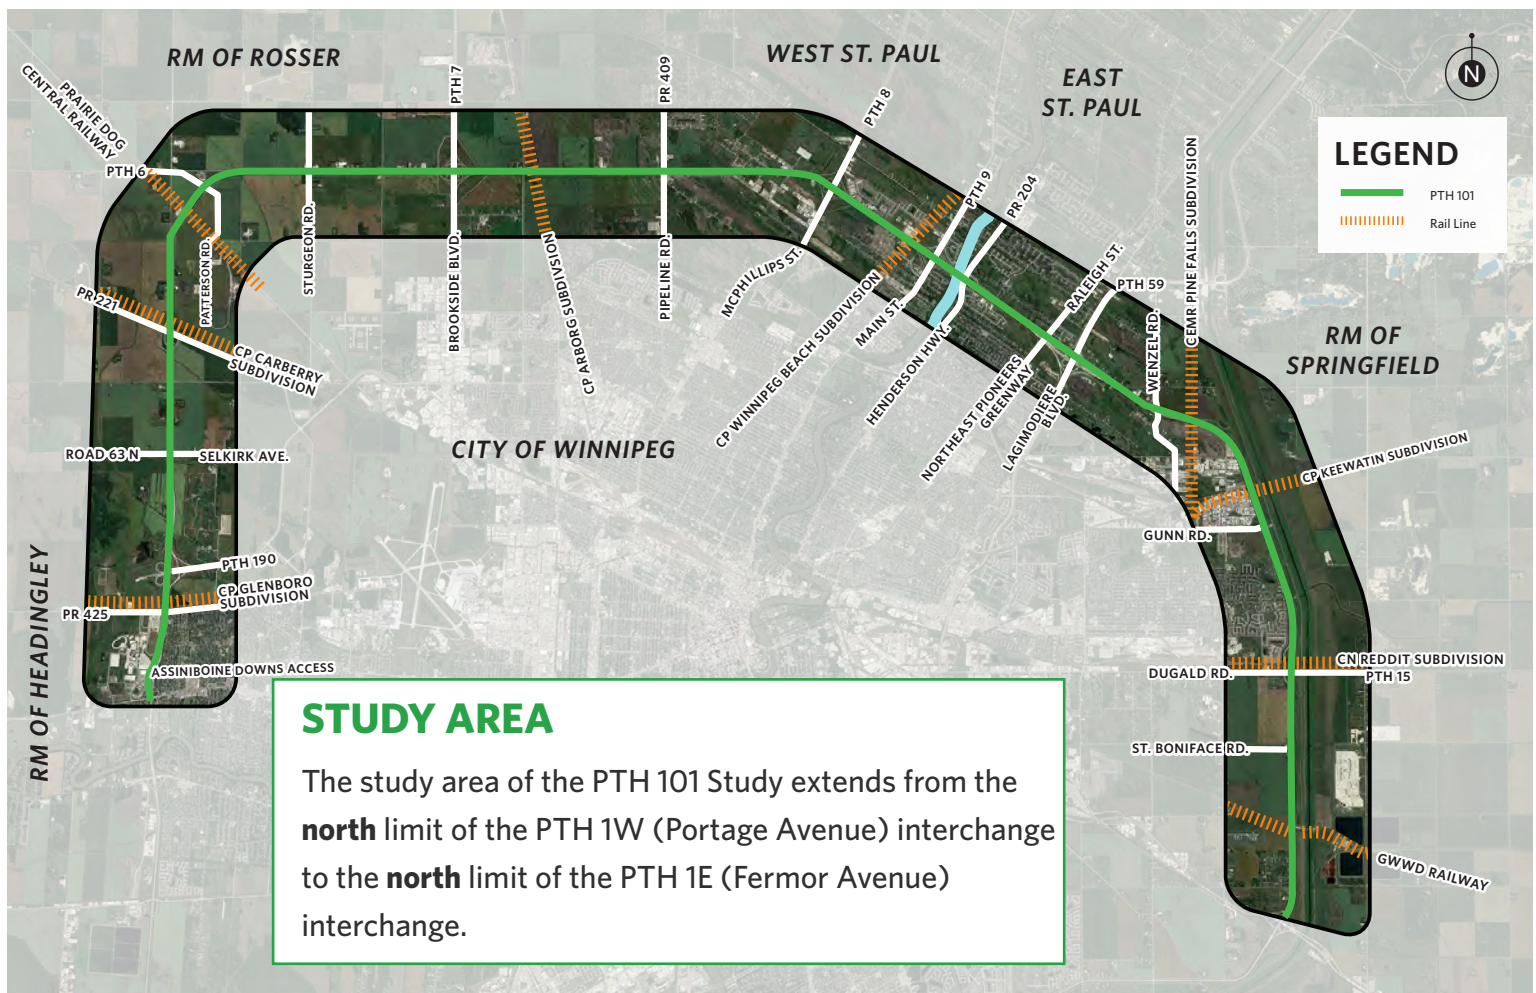 RM OF ROSSER
WEST ST. PAUL
EAST
ST. PAUL
N
LEGEND
PTH 101
Rail Line
PRAIRIE DOG
CENTRAL RAILWAY
PTH 6
PATTERSON RD.
STURGEON RD.
PTH 7
BROOKSIDE BLVD.
CP ARBORG SUBDIVISION
PR 409
PIPELINE RD.
PTH 8
MCPHILLIPS ST.
CP WINNIPEG BEACH SUBDIVISION
PTH 9
MAIN ST.
PR 204
HENDERSON HWY.
RALEIGH ST.
NORTHEAST PIONEERS
GREENWAY
PTH 59
LAGIMODIERE
BLVD.
WENZEL RD.
CEMR PINE FALLS SUBDIVISION
RM OF
SPRINGFIELD
PR 221
CP CARBERRY
SUBDIVISION
CITY OF WINNIPEG
ROAD 63 N
SELKIRK AVE.
CP KEEWATIN SUBDIVISION
GUNN RD.
RM OF HEADINGLEY
PTH 190
CP GLENBORO
SUBDIVISION
PR 425
ASSINIBOINE DOWNS ACCESS
CN REDDIT SUBDIVISION
DUGALD RD.
PTH 15
ST. BONIFACE RD.
GWWD RAILWAY
STUDY AREA
The study area of the PTH 101 Study extends from the
north limit of the PTH 1W (Portage Avenue) interchange
to the north limit of the PTH 1E (Fermor Avenue)
interchange.